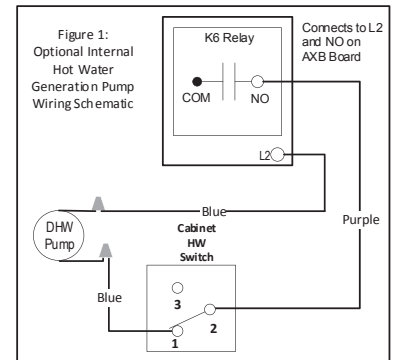 Figure 1:
Optional Internal
Hot Water
Generation Pump
Wiring Schematic
K6 Relay
COM
NO
L2
Connects to L2
and NO on
AXB Board
Blue
Purple
DHW
Pump
Cabinet
HW
Switch
Blue
3
2
1